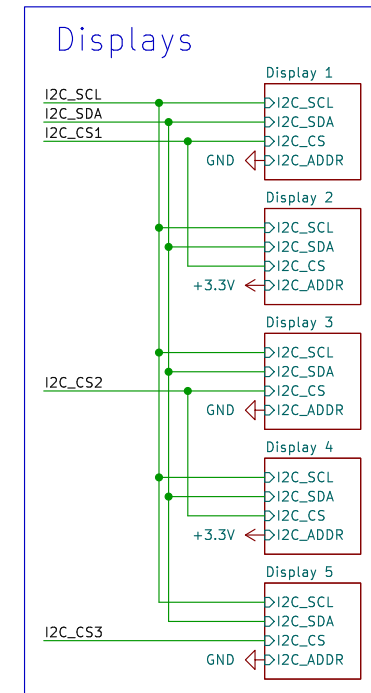 Displays
Display 1
I2C_SCL I2C_SCL
I2C_SDA I2C_SDA
I2C_CS1 I2C_CS
GND I2C_ADDR
Display 2
I2C_SCL
I2C_SDA
I2C_CS
+3.3V I2C_ADDR
Display 3
I2C_SCL
I2C_SDA
I2C_CS2 I2C_CS
GND I2C_ADDR
Display 4
I2C_SCL
I2C_SDA
I2C_CS
+3.3V I2C_ADDR
Display 5
I2C_SCL
I2C_SDA
I2C_CS3 I2C_CS
GND I2C_ADDR